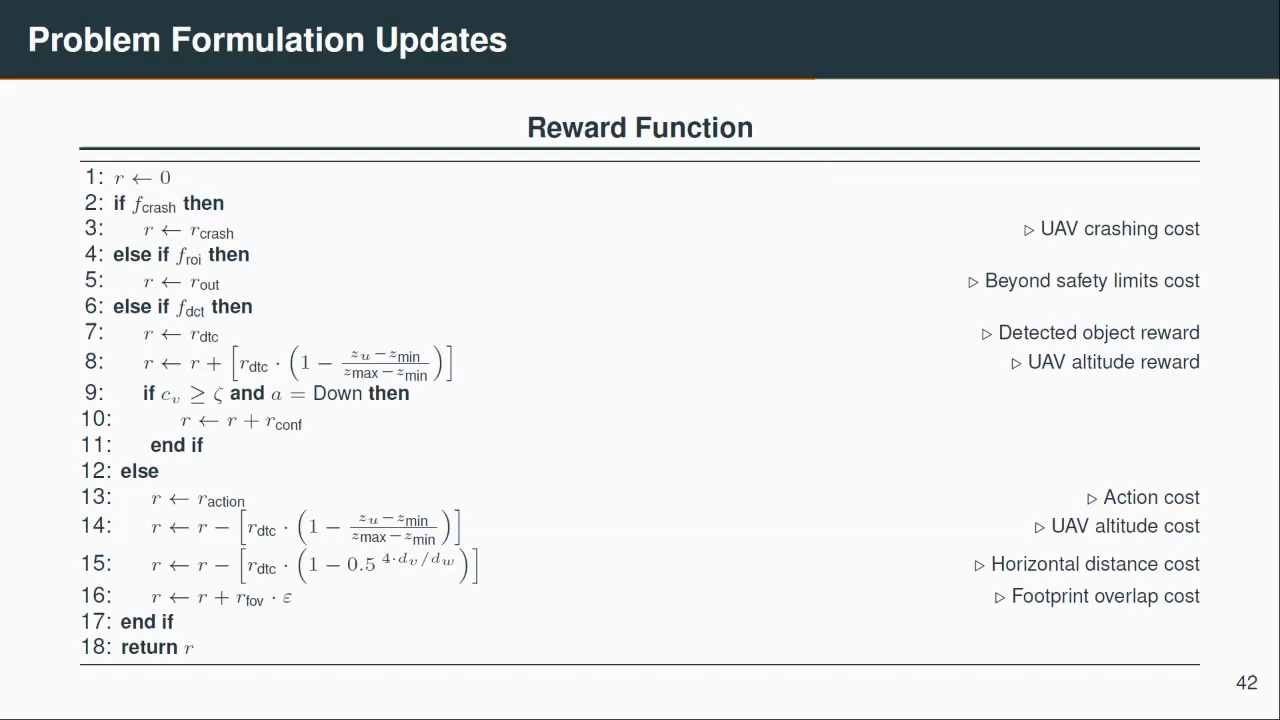 Problem Formulation Updates
Reward Function
1: r ← 0
2: if f_crash then
3: r ← r_crash ▷ UAV crashing cost
4: else if f_roi then
5: r ← r_out ▷ Beyond safety limits cost
6: else if f_dct then
7: r ← r_dtc ▷ Detected object reward
8: r ← r + [r_dtc · (1 − (z_u − z_min)/(z_max − z_min))] ▷ UAV altitude reward
9: if c_v ≥ ζ and a = Down then
10: r ← r + r_conf
11: end if
12: else
13: r ← r_action ▷ Action cost
14: r ← r − [r_dtc · (1 − (z_u − z_min)/(z_max − z_min))] ▷ UAV altitude cost
15: r ← r − [r_dtc · (1 − 0.5^{4·d_v/d_w})] ▷ Horizontal distance cost
16: r ← r + r_fov · ε ▷ Footprint overlap cost
17: end if
18: return r
42